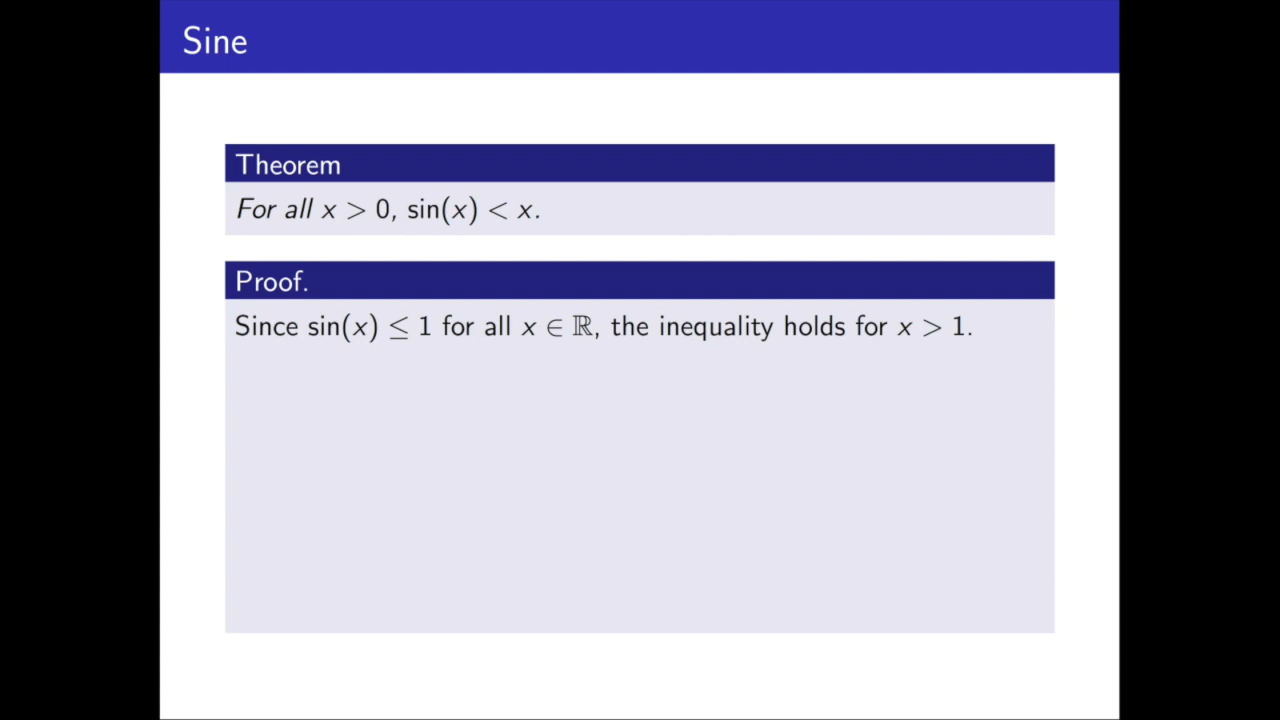 Sine
Theorem
For all x > 0, sin(x) < x.
Proof.
Since sin(x) ≤ 1 for all x ∈ ℝ, the inequality holds for x > 1.